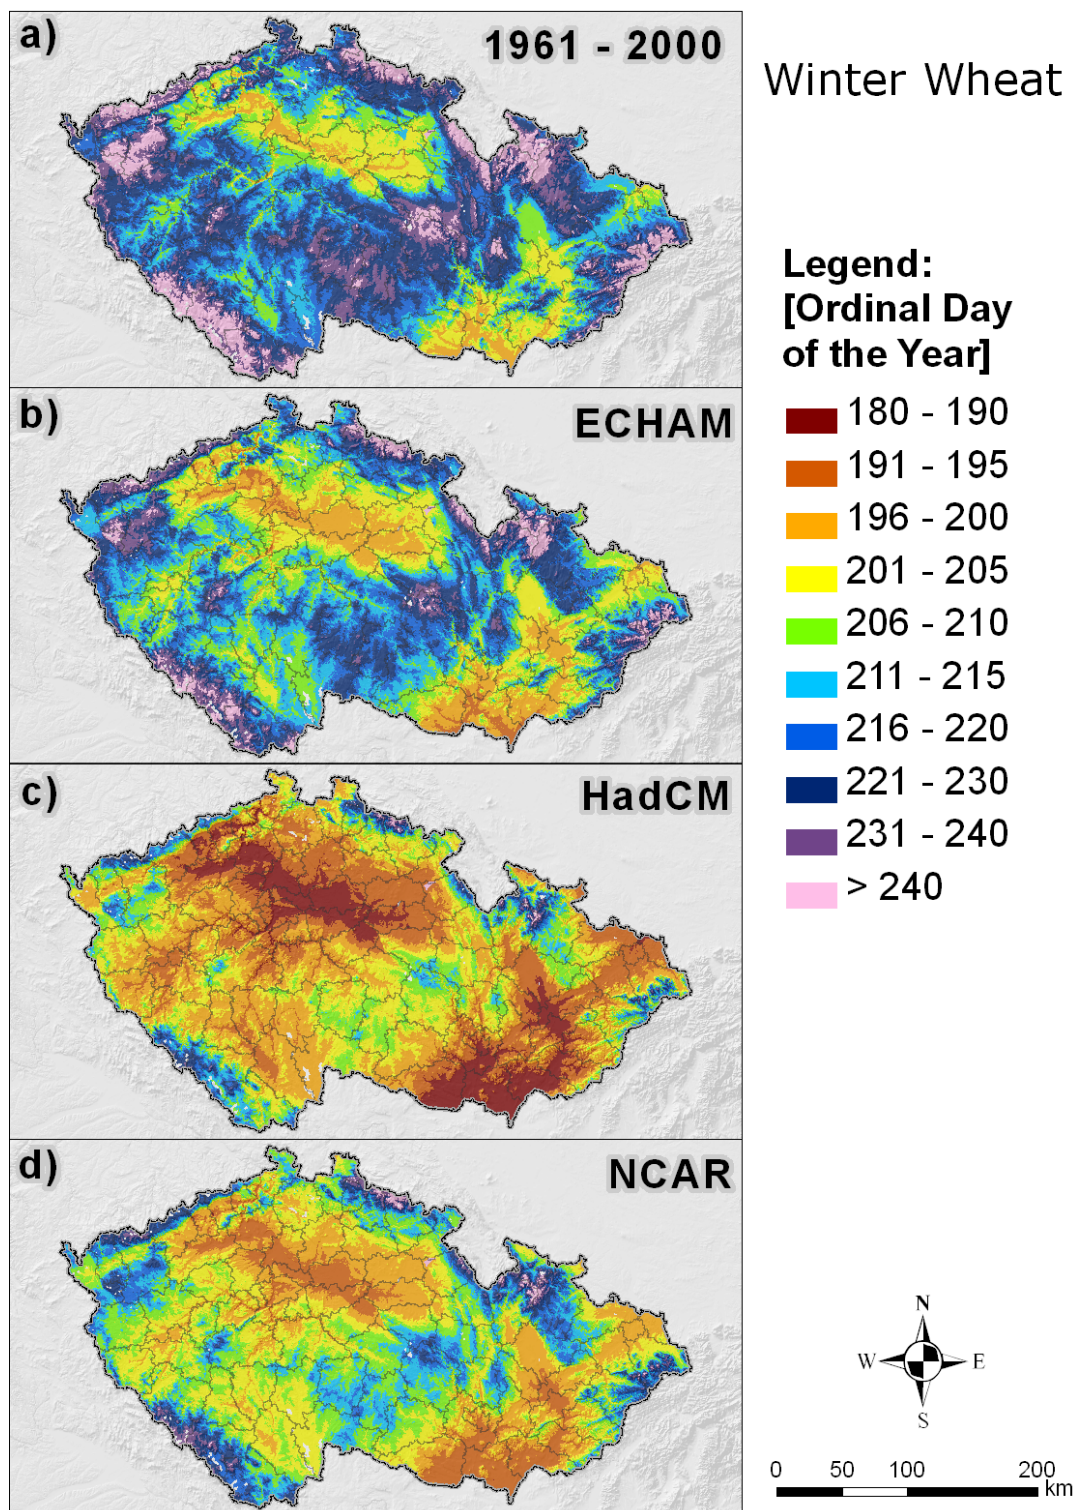 a)
1961 - 2000
Winter Wheat
Legend:
[Ordinal Day
of the Year]
180 - 190
191 - 195
196 - 200
201 - 205
206 - 210
211 - 215
216 - 220
221 - 230
231 - 240
> 240
b)
ECHAM
c)
HadCM
d)
NCAR
N
W E
S
0 50 100 200
km